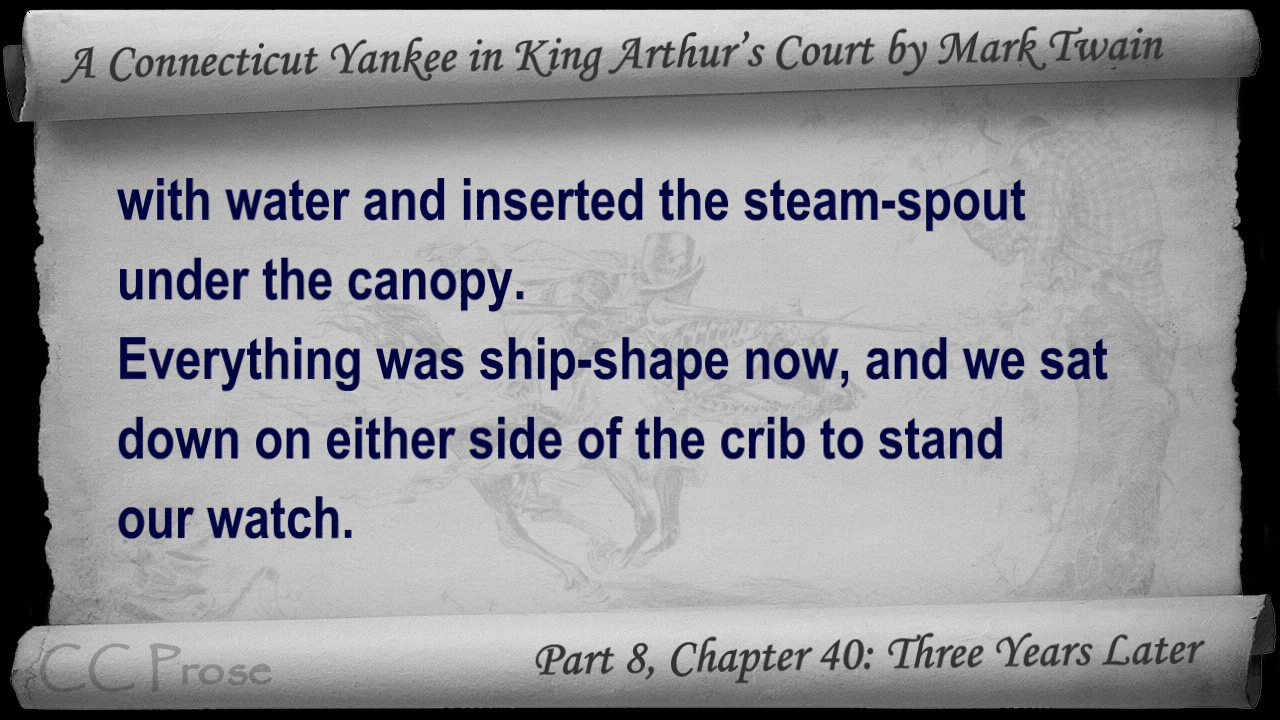 A Connecticut Yankee in King Arthur's Court by Mark Twain
with water and inserted the steam-spout
under the canopy.
Everything was ship-shape now, and we sat
down on either side of the crib to stand
our watch.
CC Prose
Part 8, Chapter 40: Three Years Later